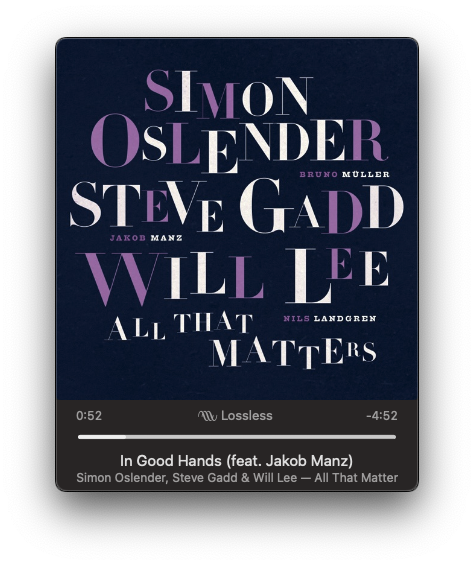 SIMON
OSLENDER
BRUNO MÜLLER
STEVE GADD
JAKOB MANZ
WILL LEE
NILS LANDGREN
ALL THAT
MATTERS
0:52 Lossless -4:52
In Good Hands (feat. Jakob Manz)
Simon Oslender, Steve Gadd & Will Lee — All That Matter